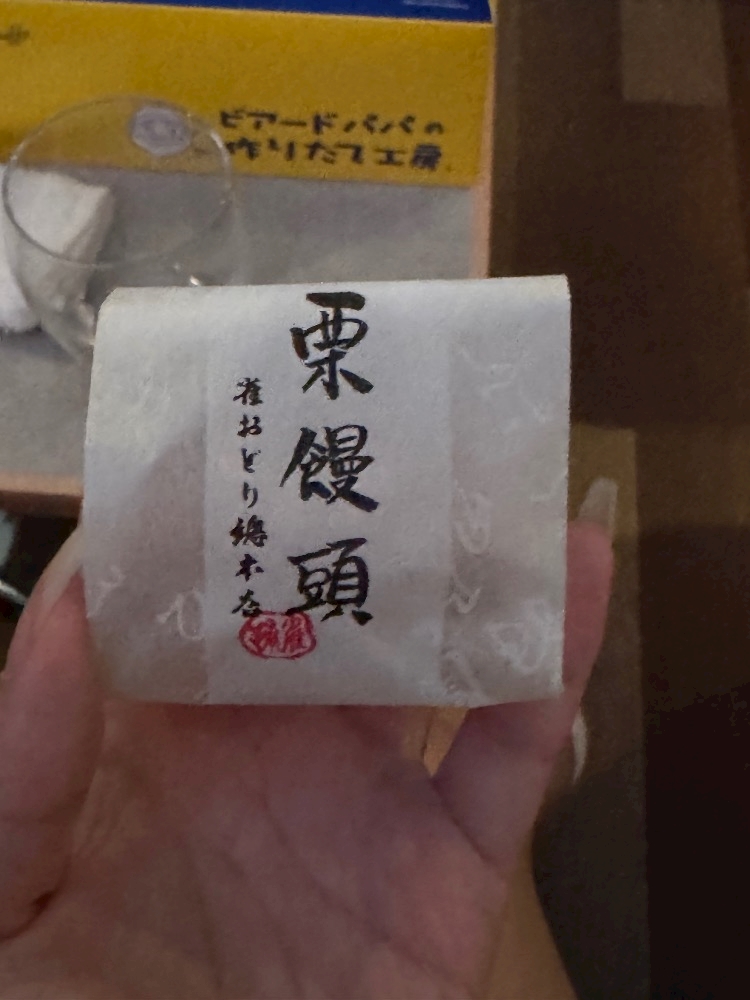 ビアードパパの
作りたて工房
栗饅頭
雀おどり總本店